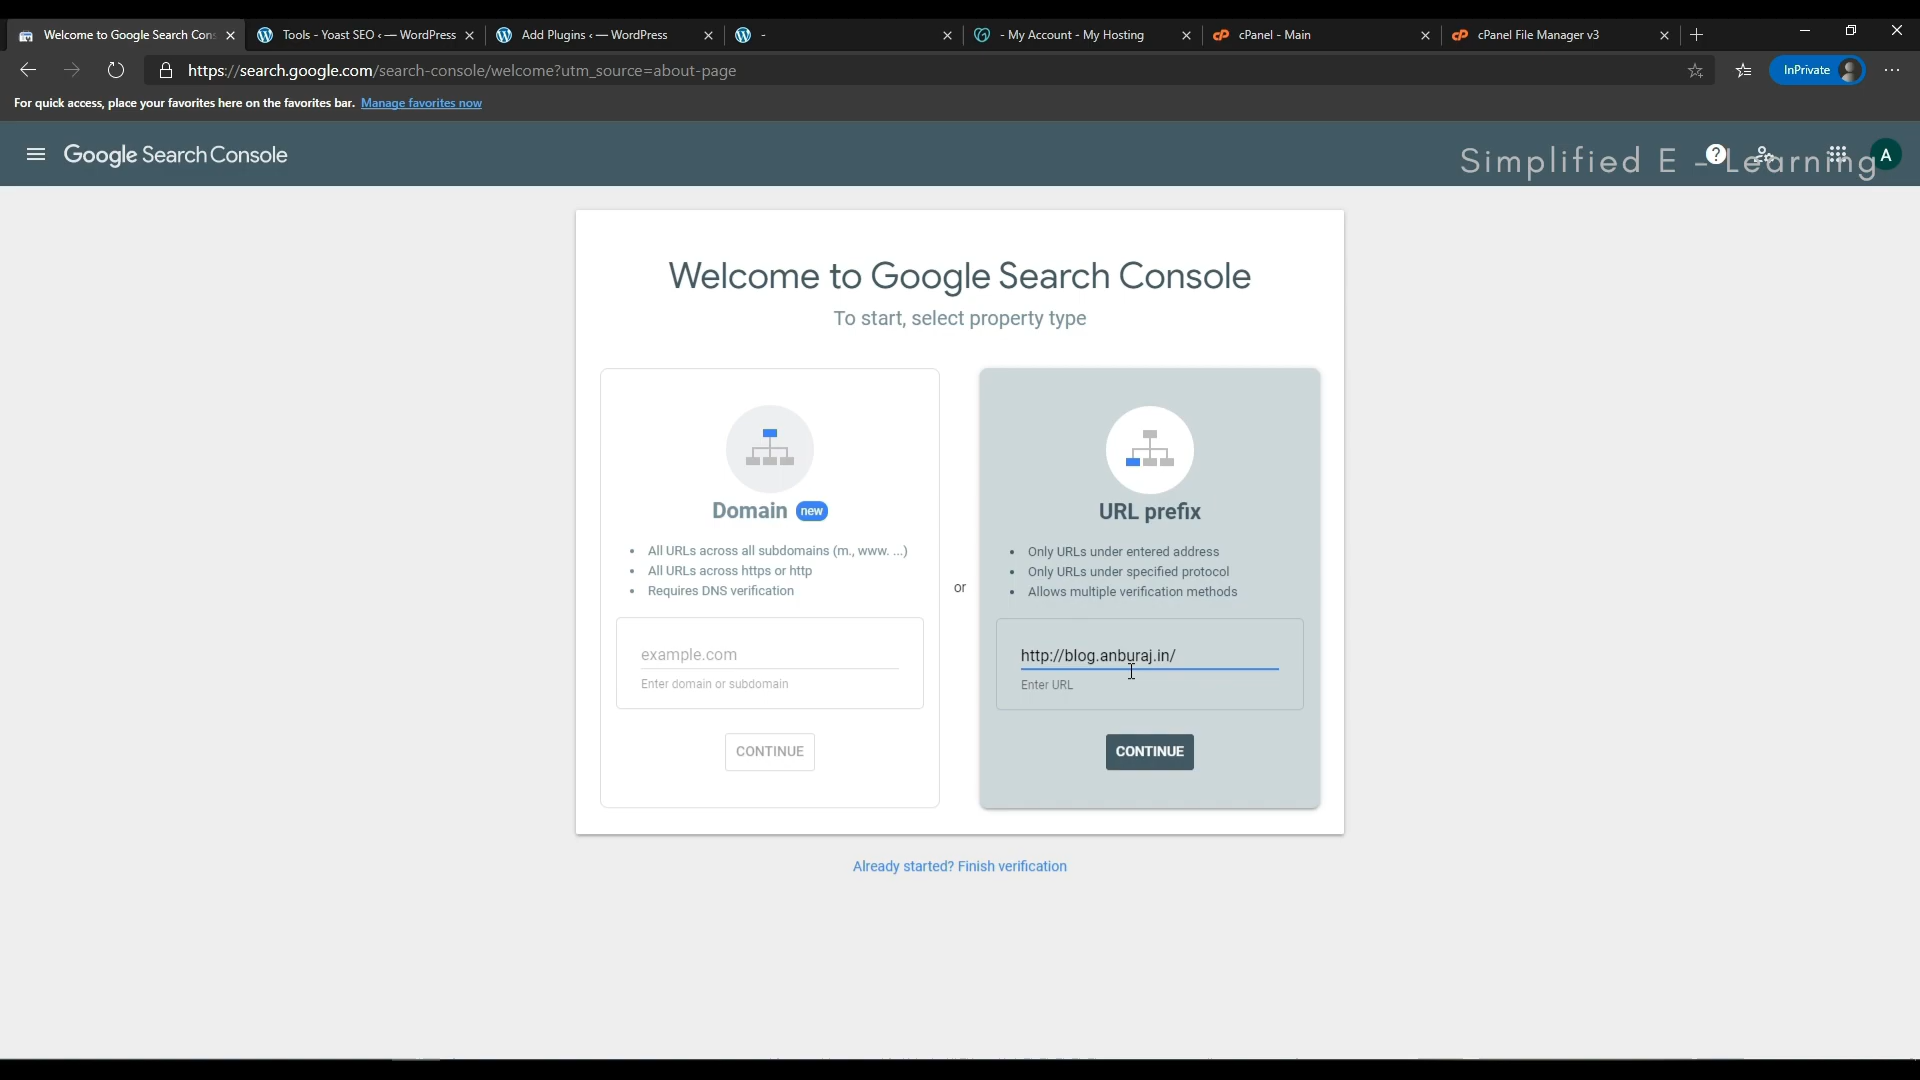 Welcome to Google Search Cons
Tools - Yoast SEO ‹ — WordPress
Add Plugins ‹ — WordPress
-
- My Account - My Hosting
cPanel - Main
cPanel File Manager v3
https://search.google.com/search-console/welcome?utm_source=about-page
InPrivate
For quick access, place your favorites here on the favorites bar. Manage favorites now
Google Search Console
Simplified E - Learning
A
Welcome to Google Search Console
To start, select property type
Domain new
• All URLs across all subdomains (m., www. ...)
• All URLs across https or http
• Requires DNS verification
example.com
Enter domain or subdomain
CONTINUE
or
URL prefix
• Only URLs under entered address
• Only URLs under specified protocol
• Allows multiple verification methods
http://blog.anburaj.in/
Enter URL
CONTINUE
Already started? Finish verification